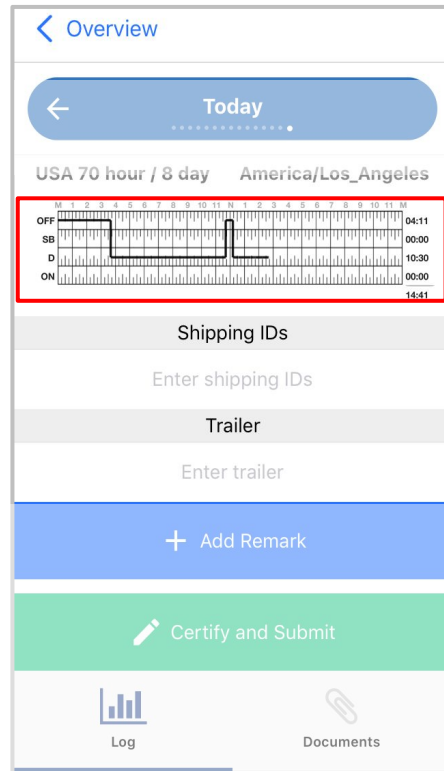 Overview
Today
USA 70 hour / 8 day America/Los_Angeles
M 1 2 3 4 5 6 7 8 9 10 11 N 1 2 3 4 5 6 7 8 9 10 11 M
OFF 04:11
SB 00:00
D 10:30
ON 00:00
14:41
Shipping IDs
Enter shipping IDs
Trailer
Enter trailer
+ Add Remark
Certify and Submit
Log Documents